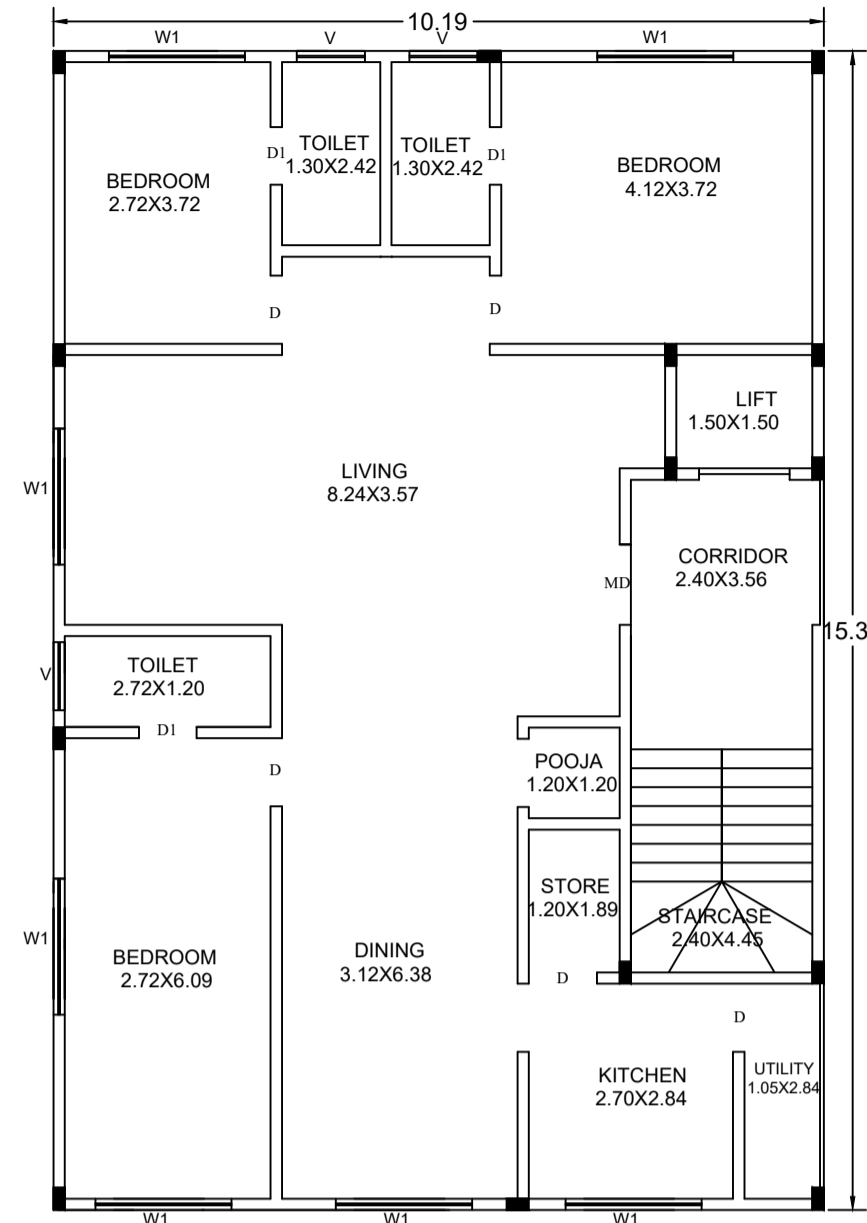 10.19
W1
V
V
W1
TOILET
1.30X2.42
TOILET
1.30X2.42
D1
D1
BEDROOM
2.72X3.72
BEDROOM
4.12X3.72
D
D
LIFT
1.50X1.50
LIVING
8.24X3.57
W1
CORRIDOR
2.40X3.56
MD
15.3
TOILET
2.72X1.20
V
D1
D
POOJA
1.20X1.20
STORE
1.20X1.89
STAIRCASE
2.40X4.45
W1
BEDROOM
2.72X6.09
DINING
3.12X6.38
D
D
KITCHEN
2.70X2.84
UTILITY
1.05X2.84
W1
W1
W1